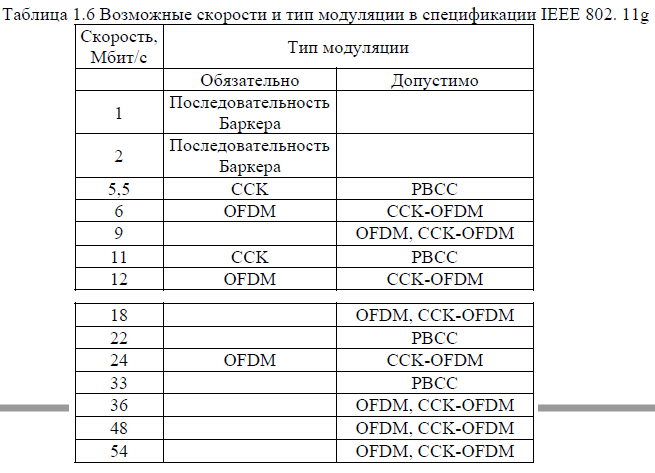 Таблица 1.6 Возможные скорости и тип модуляции в спецификации IEEE 802. 11g
Скорость, Мбит/с Тип модуляции
Обязательно Допустимо
1 Последовательность Баркера
2 Последовательность Баркера
5,5 CCK PBCC
6 OFDM CCK-OFDM
9 OFDM, CCK-OFDM
11 CCK PBCC
12 OFDM CCK-OFDM
18 OFDM, CCK-OFDM
22 PBCC
24 OFDM CCK-OFDM
33 PBCC
36 OFDM, CCK-OFDM
48 OFDM, CCK-OFDM
54 OFDM, CCK-OFDM